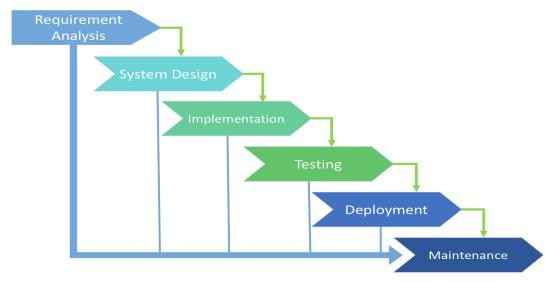 Requirement
Analysis
System Design
Implementation
Testing
Deployment
Maintenance